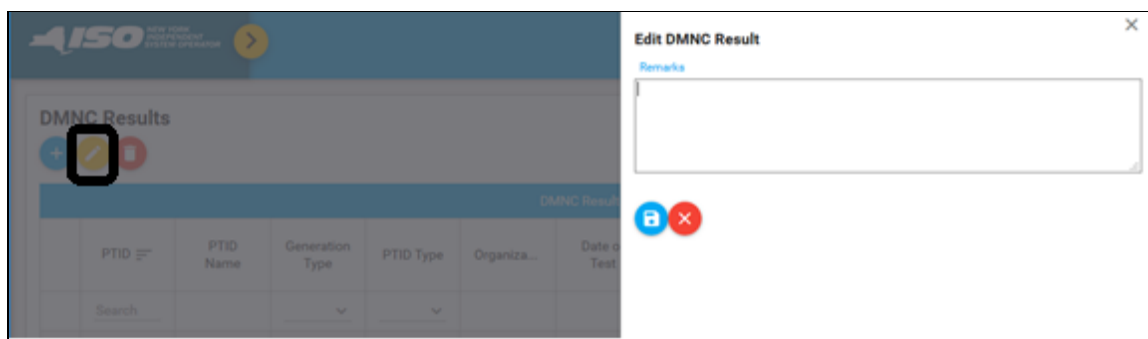 ISO NEW YORK INDEPENDENT SYSTEM OPERATOR
DMNC Results
DMNC Result
PTID
PTID Name
Generation Type
PTID Type
Organiza...
Date o
Test
Search
Edit DMNC Result
Remarks